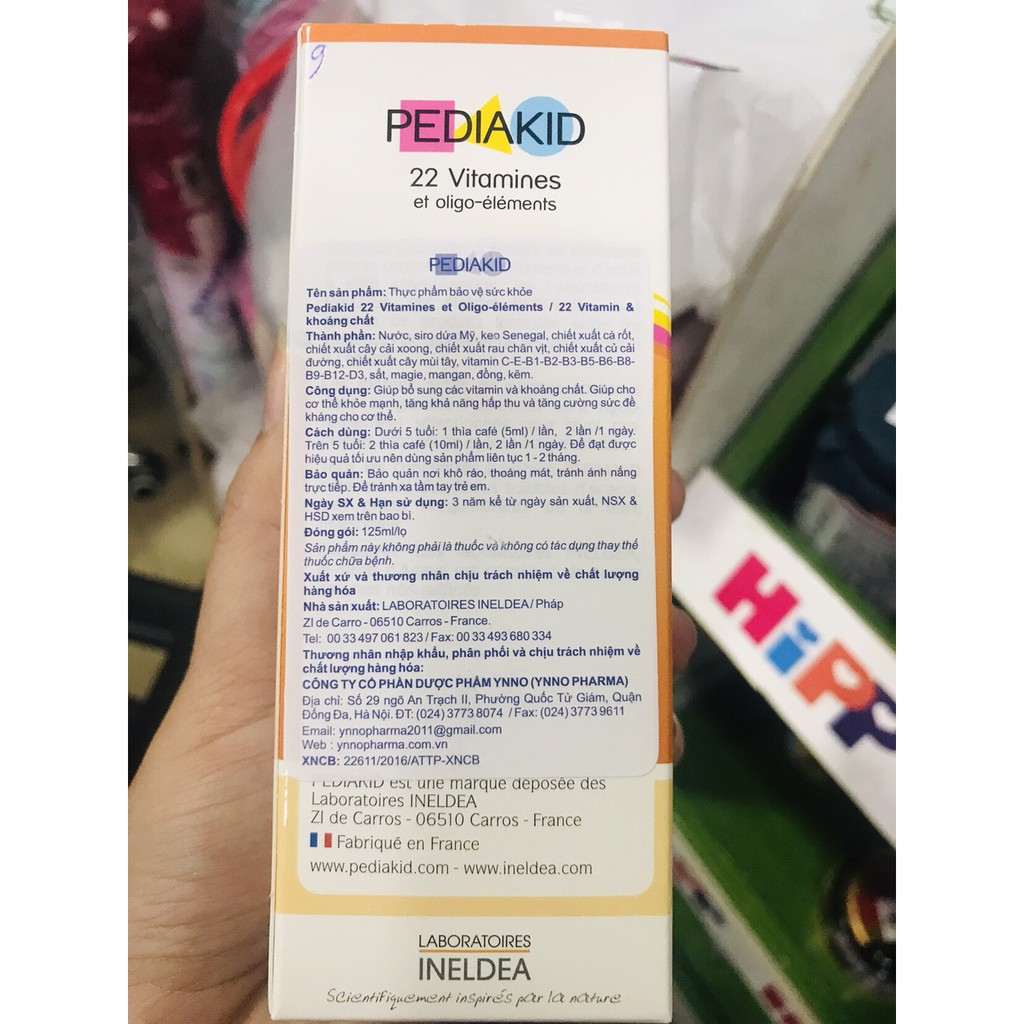 9
PEDIAKID
22 Vitamines
et oligo-éléments
PEDIAKID
Tên sản phẩm: Thực phẩm bảo vệ sức khỏe
Pediakid 22 Vitamines et Oligo-éléments / 22 Vitamin &
khoáng chất
Thành phần: Nước, siro dứa Mỹ, keo Senegal, chiết xuất cà rốt,
chiết xuất cây cải xoong, chiết xuất rau chân vịt, chiết xuất củ cải
đường, chiết xuất cây mùi tây, vitamin C-E-B1-B2-B3-B5-B6-B8-
B9-B12-D3, sắt, magie, mangan, đồng, kẽm.
Công dụng: Giúp bổ sung các vitamin và khoáng chất. Giúp cho
cơ thể khỏe mạnh, tăng khả năng hấp thu và tăng cường sức đề
kháng cho cơ thể.
Cách dùng: Dưới 5 tuổi: 1 thìa café (5ml) / lần, 2 lần /1 ngày.
Trên 5 tuổi: 2 thìa café (10ml) / lần, 2 lần /1 ngày. Để đạt được
hiệu quả tối ưu nên dùng sản phẩm liên tục 1 - 2 tháng.
Bảo quản: Bảo quản nơi khô ráo, thoáng mát, tránh ánh nắng
trực tiếp. Để tránh xa tầm tay trẻ em.
Ngày SX & Hạn sử dụng: 3 năm kể từ ngày sản xuất, NSX &
HSD xem trên bao bì.
Đóng gói: 125ml/lọ
Sản phẩm này không phải là thuốc và không có tác dụng thay thế
thuốc chữa bệnh.
Xuất xứ và thương nhân chịu trách nhiệm về chất lượng
hàng hóa
Nhà sản xuất: LABORATOIRES INELDEA / Pháp
ZI de Carro - 06510 Carros - France.
Tel: 00 33 497 061 823 / Fax: 00 33 493 680 334
Thương nhân nhập khẩu, phân phối và chịu trách nhiệm về
chất lượng hàng hóa:
CÔNG TY CỔ PHẦN DƯỢC PHẨM YNNO (YNNO PHARMA)
Địa chỉ: Số 29 ngõ An Trạch II, Phường Quốc Tử Giám, Quận
Đống Đa, Hà Nội. ĐT: (024) 3773 8074 / Fax: (024) 3773 9611
Email: ynnopharma2011@gmail.com
Web : ynnopharma.com.vn
XNCB: 22611/2016/ATTP-XNCB
PEDIAKID est une marque déposée des
Laboratoires INELDEA
ZI de Carros - 06510 Carros - France
Fabriqué en France
www.pediakid.com - www.ineldea.com
LABORATOIRES
INELDEA
Scientifiquement inspirés par la nature
HiPP